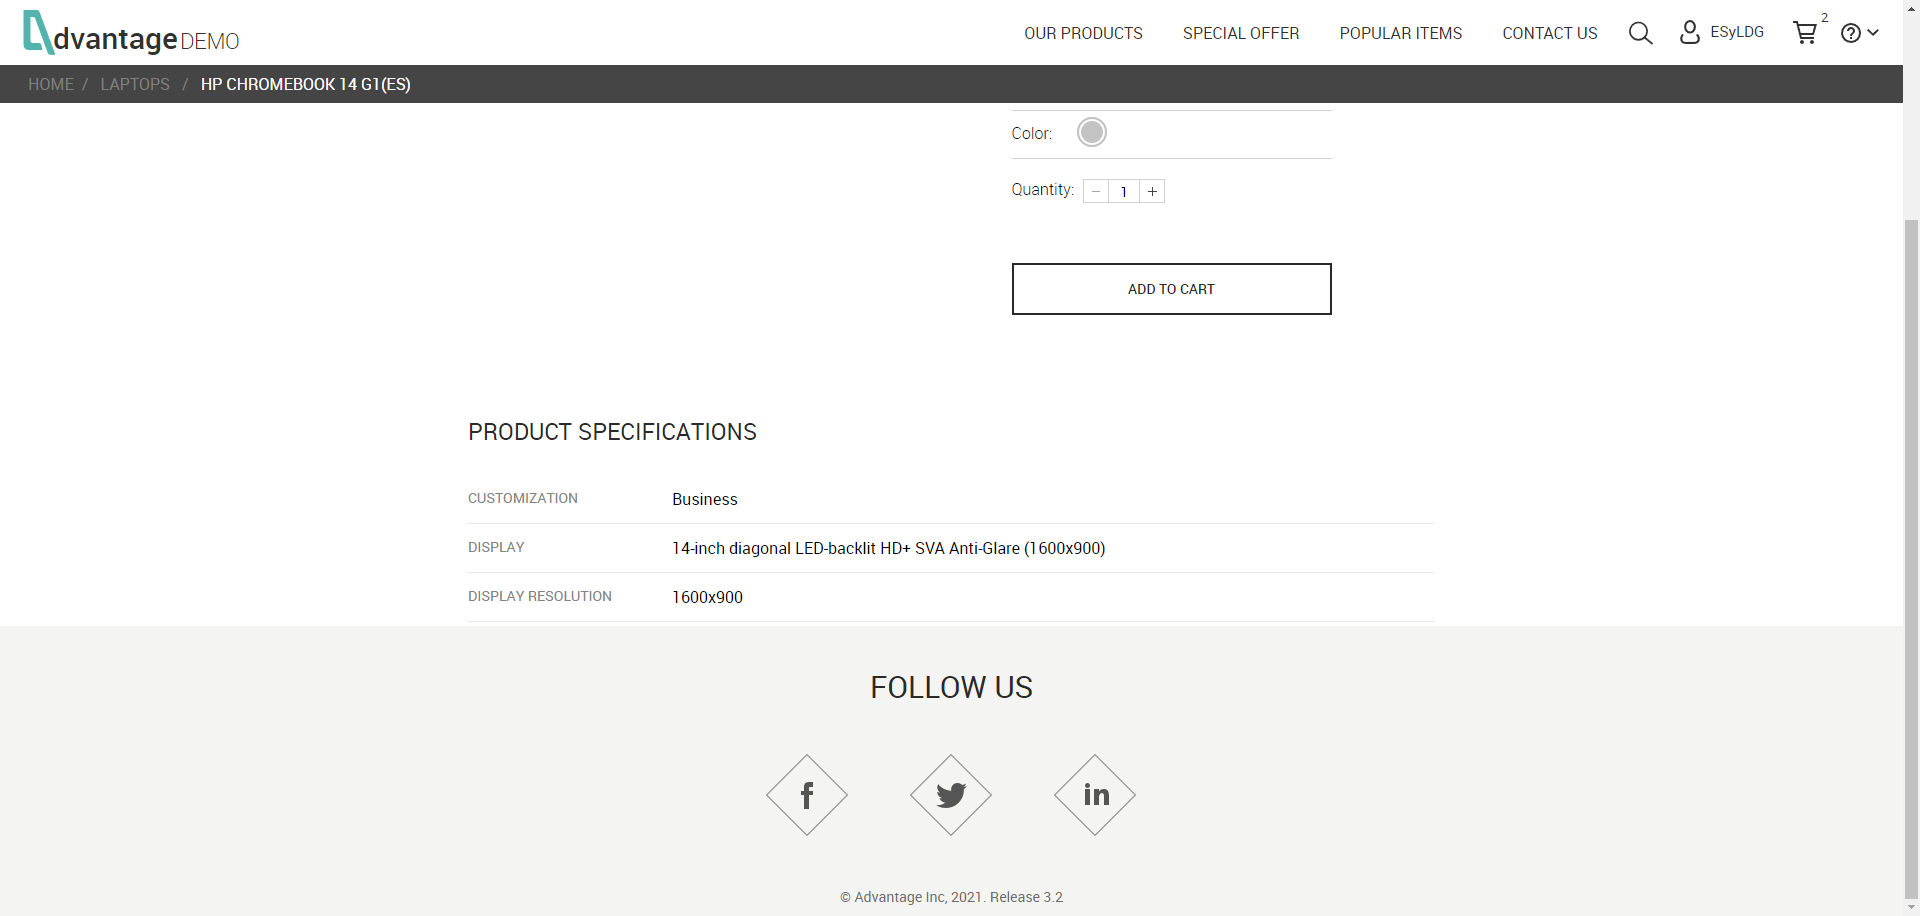 dvantage DEMO
OUR PRODUCTS SPECIAL OFFER POPULAR ITEMS CONTACT US ESyLDG 2
HOME / LAPTOPS / HP CHROMEBOOK 14 G1(ES)
Color:
Quantity: − 1 +
ADD TO CART
PRODUCT SPECIFICATIONS
CUSTOMIZATION Business
DISPLAY 14-inch diagonal LED-backlit HD+ SVA Anti-Glare (1600x900)
DISPLAY RESOLUTION 1600x900
FOLLOW US
f in
© Advantage Inc, 2021. Release 3.2